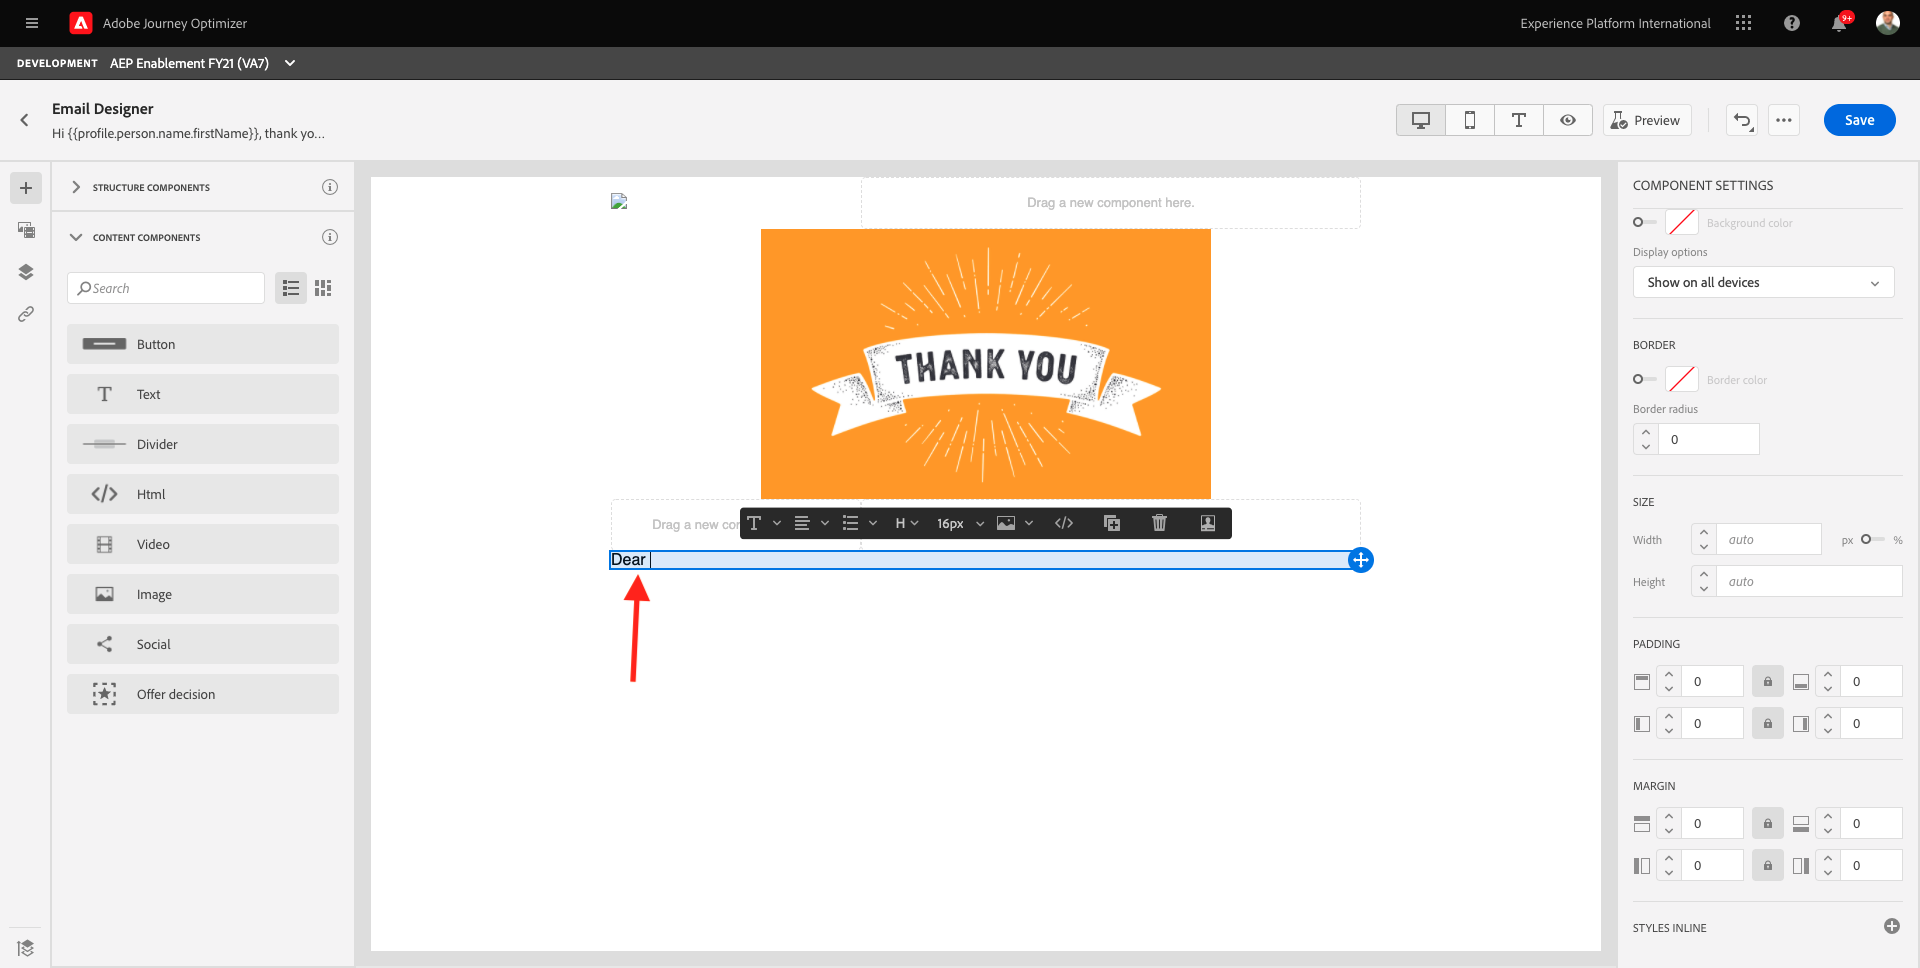 Adobe Journey Optimizer
Experience Platform International
9+
DEVELOPMENT AEP Enablement FY21 (VA7)
Email Designer
Hi {{profile.person.name.firstName}}, thank yo...
Preview
Save
STRUCTURE COMPONENTS
CONTENT COMPONENTS
Search
Button
Text
Divider
Html
Video
Image
Social
Offer decision
Drag a new component here.
THANK YOU
Drag a new con
H
16px
Dear
COMPONENT SETTINGS
Background color
Display options
Show on all devices
BORDER
Border color
Border radius
0
SIZE
Width auto px %
Height auto
PADDING
0 0
0 0
MARGIN
0 0
0 0
STYLES INLINE